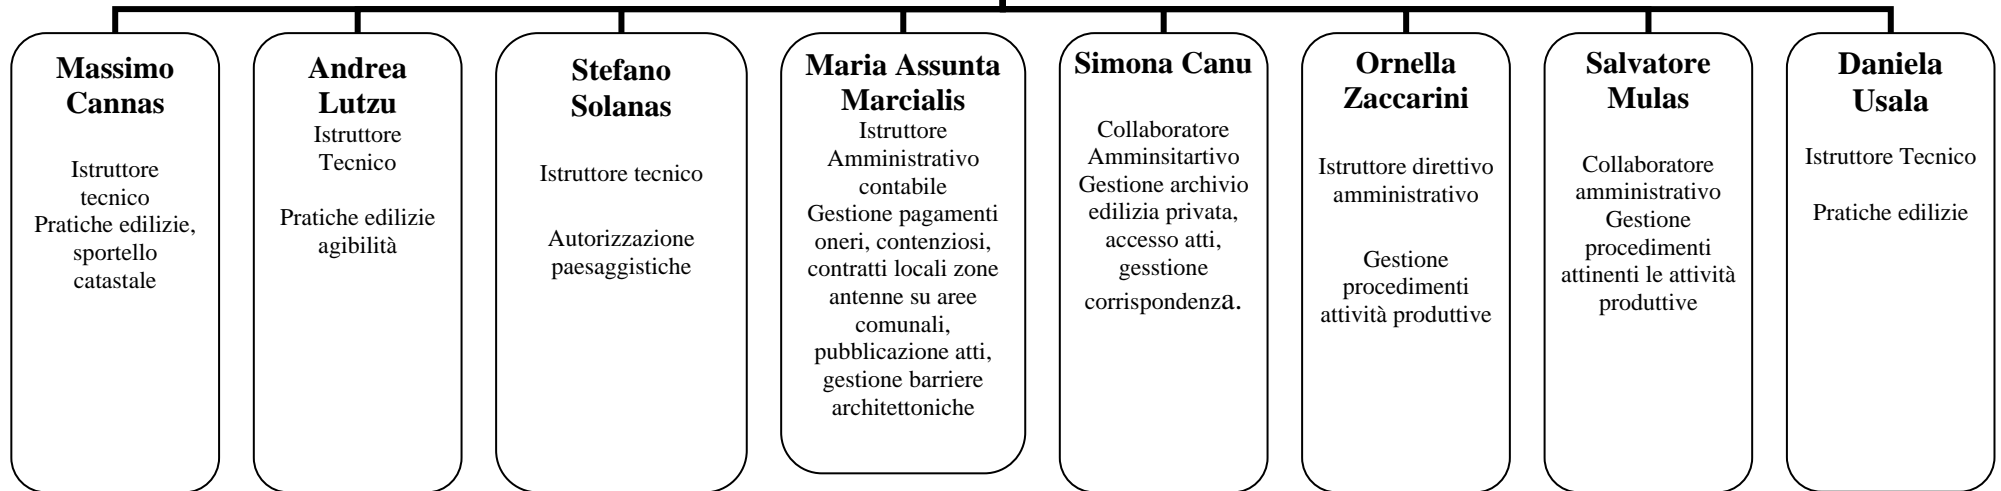 Massimo
Cannas
Istruttore
tecnico
Pratiche edilizie,
sportello
catastale
Andrea
Lutzu
Istruttore
Tecnico
Pratiche edilizie
agibilità
Stefano
Solanas
Istruttore tecnico
Autorizzazione
paesaggistiche
Maria Assunta
Marcialis
Istruttore
Amministrativo
contabile
Gestione pagamenti
oneri, contenziosi,
contratti locali zone
antenne su aree
comunali,
pubblicazione atti,
gestione barriere
architettoniche
Simona Canu
Collaboratore
Amminsitartivo
Gestione archivio
edilizia privata,
accesso atti,
gesstione
corrispondenza.
Ornella
Zaccarini
Istruttore direttivo
amministrativo
Gestione
procedimenti
attività produttive
Salvatore
Mulas
Collaboratore
amministrativo
Gestione
procedimenti
attinenti le attività
produttive
Daniela
Usala
Istruttore Tecnico
Pratiche edilizie